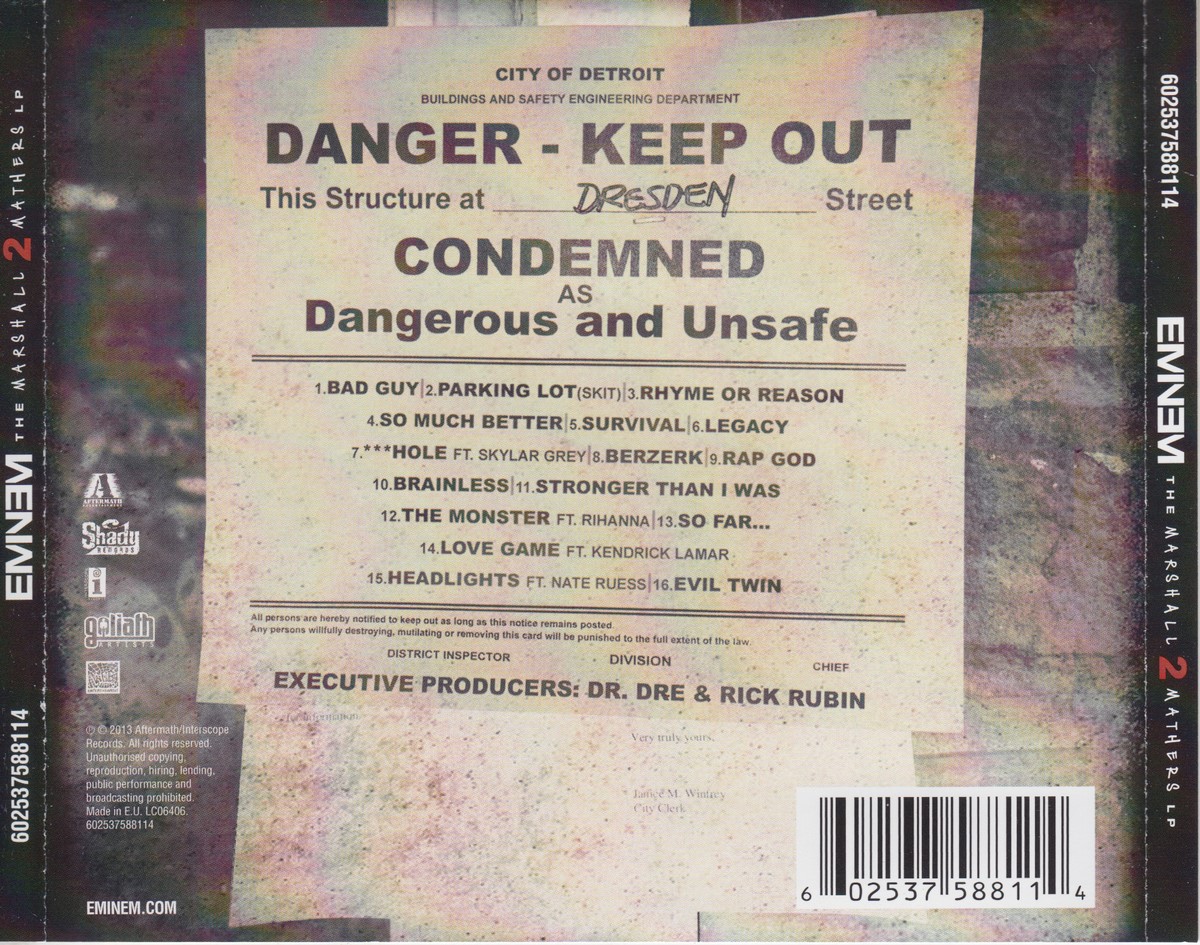 CITY OF DETROIT
BUILDINGS AND SAFETY ENGINEERING DEPARTMENT
DANGER - KEEP OUT
This Structure at DRESDEN Street
CONDEMNED
AS
Dangerous and Unsafe
1.BAD GUY|2.PARKING LOT(SKIT)|3.RHYME OR REASON
4.SO MUCH BETTER|5.SURVIVAL|6.LEGACY
7.***HOLE FT. SKYLAR GREY|8.BERZERK|9.RAP GOD
10.BRAINLESS|11.STRONGER THAN I WAS
12.THE MONSTER FT. RIHANNA|13.SO FAR...
14.LOVE GAME FT. KENDRICK LAMAR
15.HEADLIGHTS FT. NATE RUESS|16.EVIL TWIN
All persons are hereby notified to keep out as long as this notice remains posted.
Any persons willfully destroying, mutilating or removing this card will be punished to the full extent of the law.
DISTRICT INSPECTOR DIVISION CHIEF
EXECUTIVE PRODUCERS: DR. DRE & RICK RUBIN
for information
Very truly yours,
Janice M. Winfrey
City Clerk
AFTERMATH
ENTERTAINMENT
Shady
RECORDS
i
goliath
ARTISTS
℗ © 2013 Aftermath/Interscope
Records. All rights reserved.
Unauthorised copying,
reproduction, hiring, lending,
public performance and
broadcasting prohibited.
Made in E.U. LC06406.
602537588114
EMINEM.COM
6 02537 58811 4
602537588114 EMINEM THE MARSHALL 2 MATHERS LP
602537588114 EMINEM THE MARSHALL 2 MATHERS LP